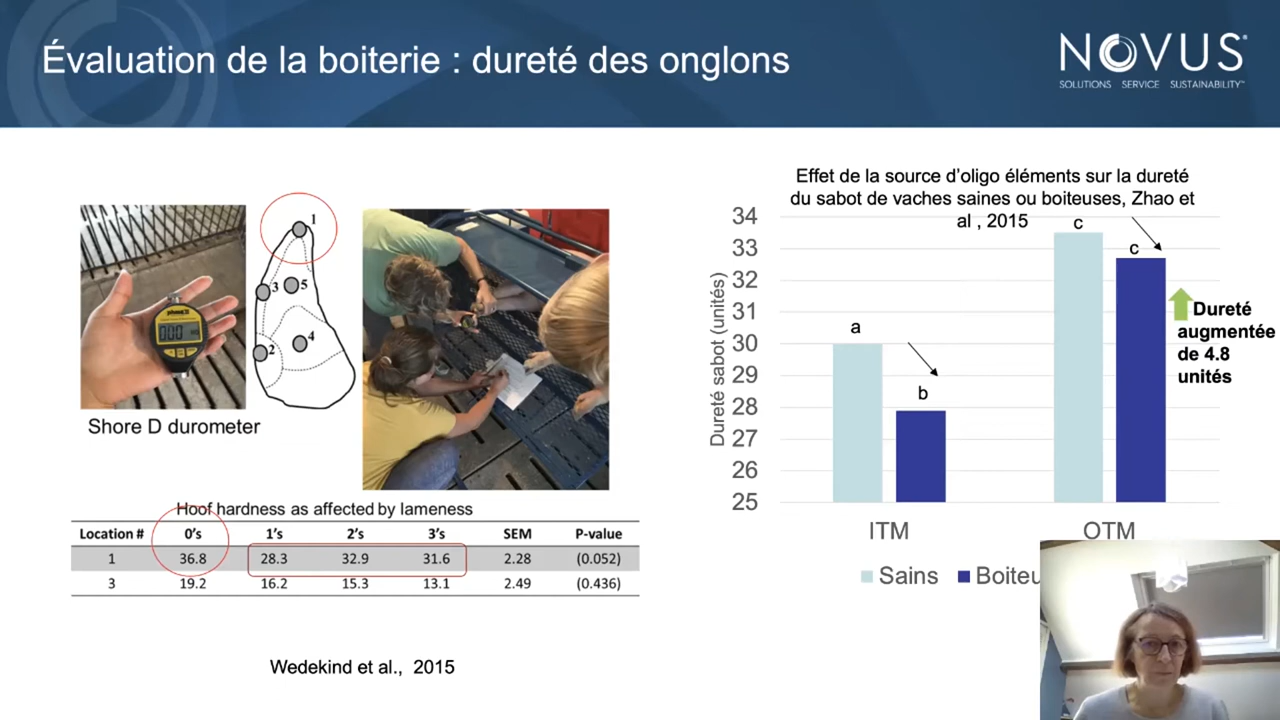 Évaluation de la boiterie : dureté des onglons
NOVUS
SOLUTIONS SERVICE SUSTAINABILITY™
1
3
5
4
2
000
Shore D durometer
Hoof hardness as affected by lameness
Location # 0's 1's 2's 3's SEM P-value
1 36.8 28.3 32.9 31.6 2.28 (0.052)
3 19.2 16.2 15.3 13.1 2.49 (0.436)
Wedekind et al., 2015
Effet de la source d'oligo éléments sur la dureté
du sabot de vaches saines ou boiteuses, Zhao et
al , 2015
Dureté sabot (unités)
34
33
32
31
30
29
28
27
26
25
a
b
c
c
Dureté
augmentée
de 4.8
unités
ITM OTM
Sains Boiteu